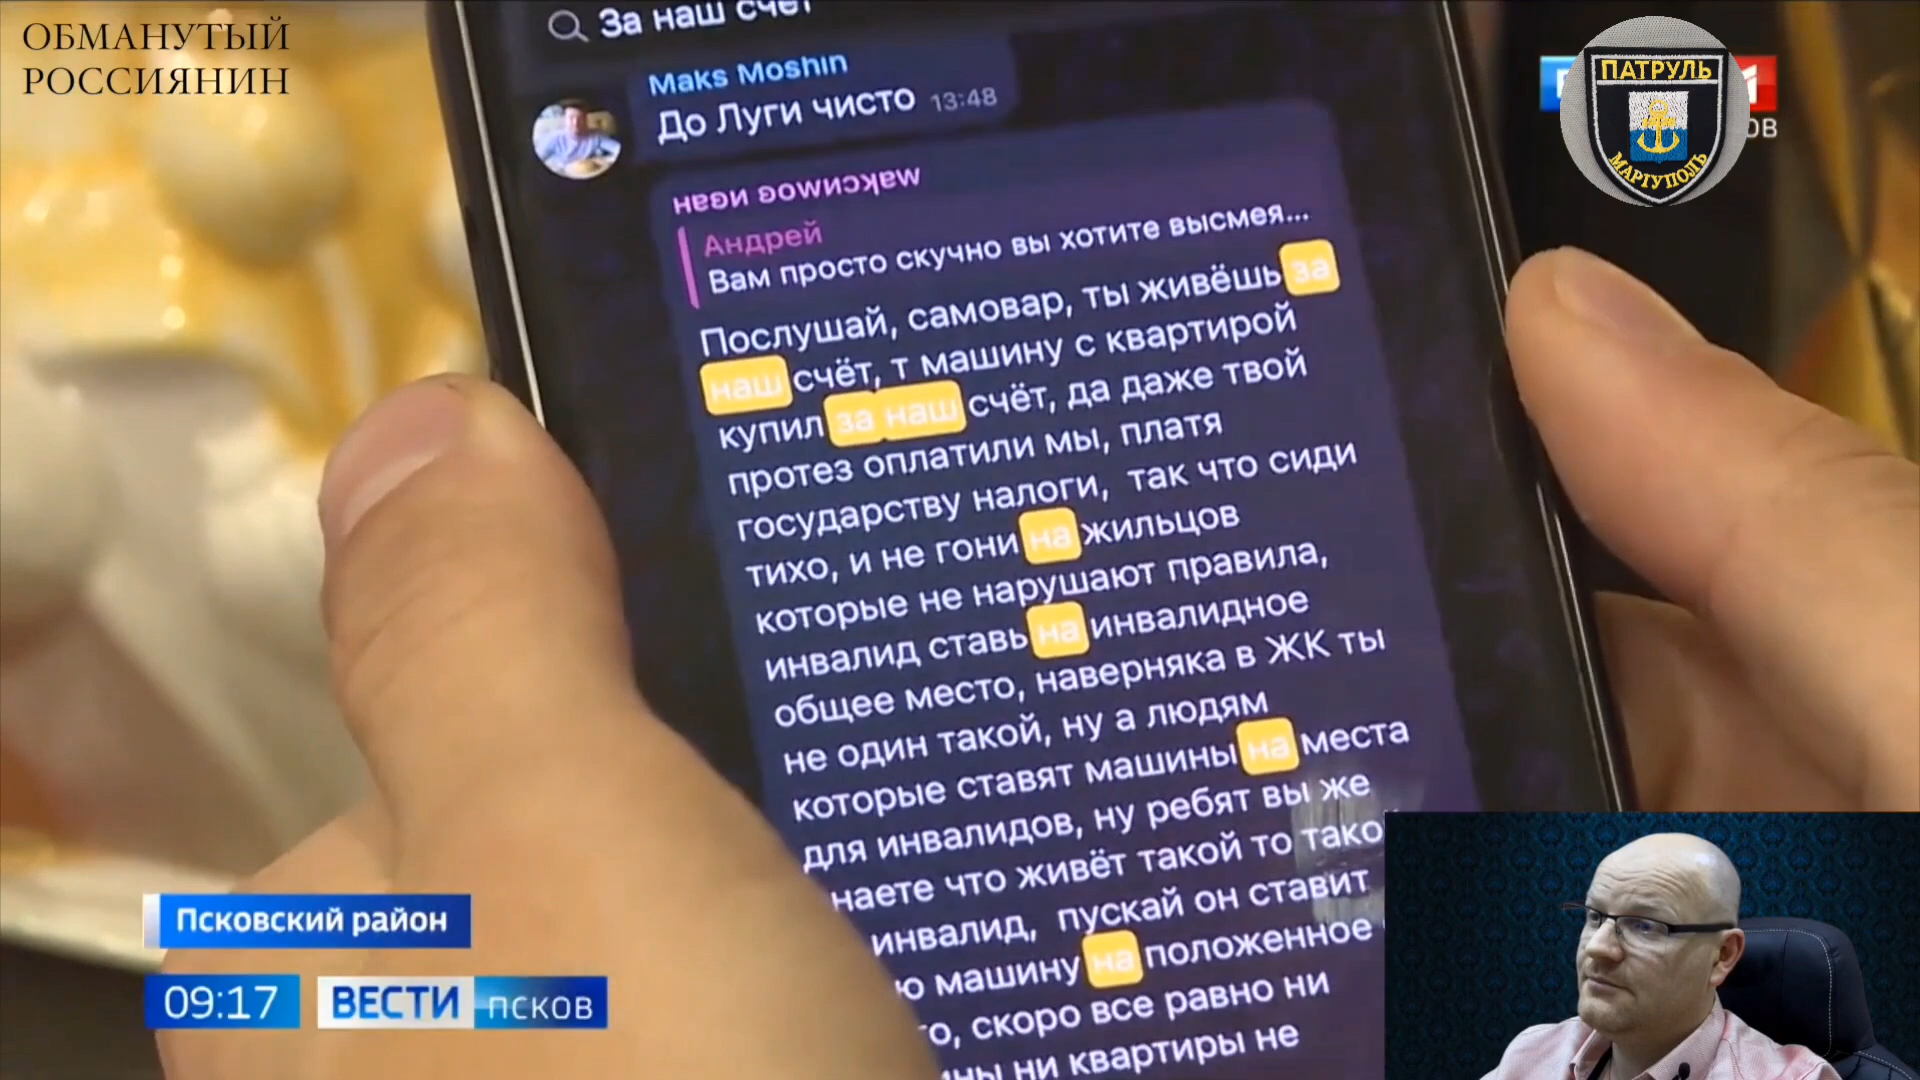 ОБМАНУТЫЙ
РОССИЯНИН
За наш счёт
Maks Moshin
До Луги чисто 13:48
Андрей
Вам просто скучно вы хотите высмея...
Послушай, самовар, ты живёшь за
наш счёт, т машину с квартирой
купил за наш счёт, да даже твой
протез оплатили мы, платя
государству налоги, так что сиди
тихо, и не гони на жильцов
которые не нарушают правила,
инвалид ставь на инвалидное
общее место, наверняка в ЖК ты
не один такой, ну а людям
которые ставят машины на места
для инвалидов, ну ребят вы же
наете что живёт такой то тако
инвалид, пускай он ставит
ю машину на положенное
о, скоро все равно ни
ны ни квартиры не
ПАТРУЛЬ
МАРІУПОЛЬ
ОВ
Псковский район
09:17 ВЕСТИ ПСКОВ